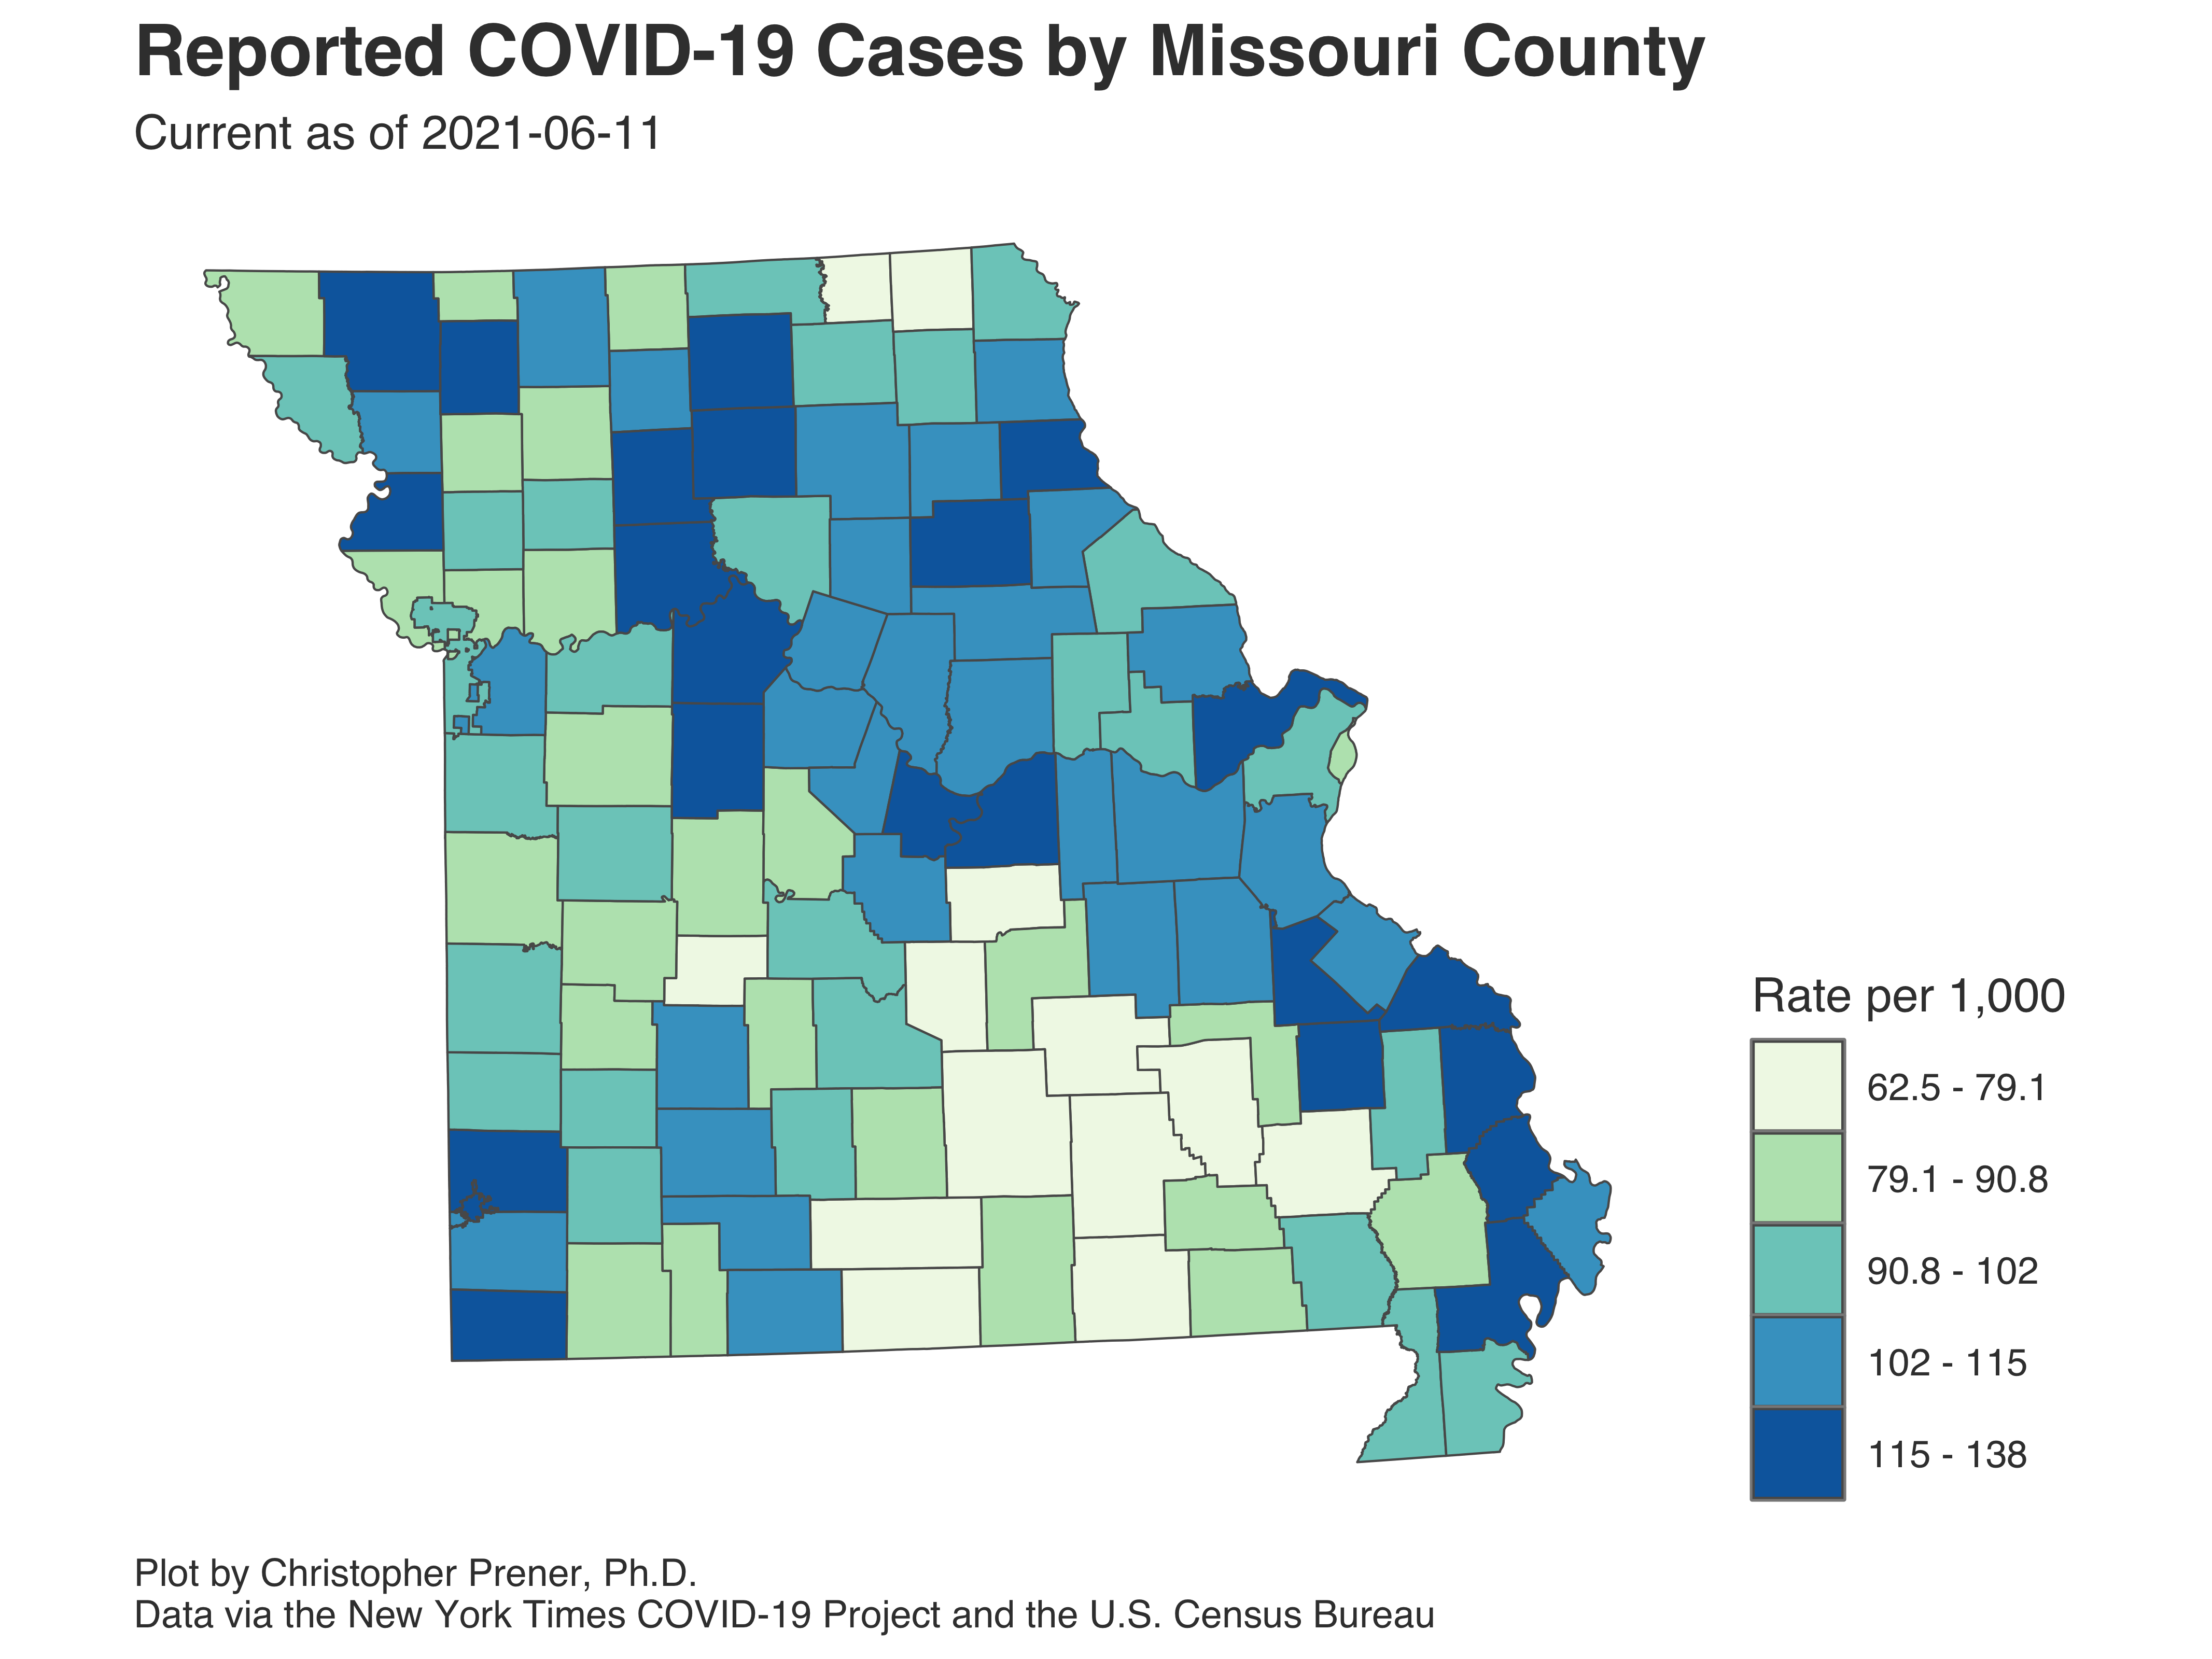 Reported COVID-19 Cases by Missouri County
Current as of 2021-06-11
Rate per 1,000
62.5 - 79.1
79.1 - 90.8
90.8 - 102
102 - 115
115 - 138
Plot by Christopher Prener, Ph.D.
Data via the New York Times COVID-19 Project and the U.S. Census Bureau